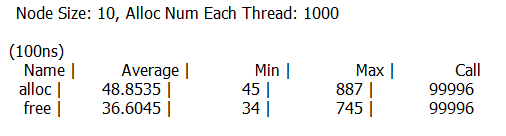 Node Size: 10, Alloc Num Each Thread: 1000
(100ns)
Name | Average | Min | Max | Call
alloc | 48.8535 | 45 | 887 | 99996
free | 36.6045 | 34 | 745 | 99996